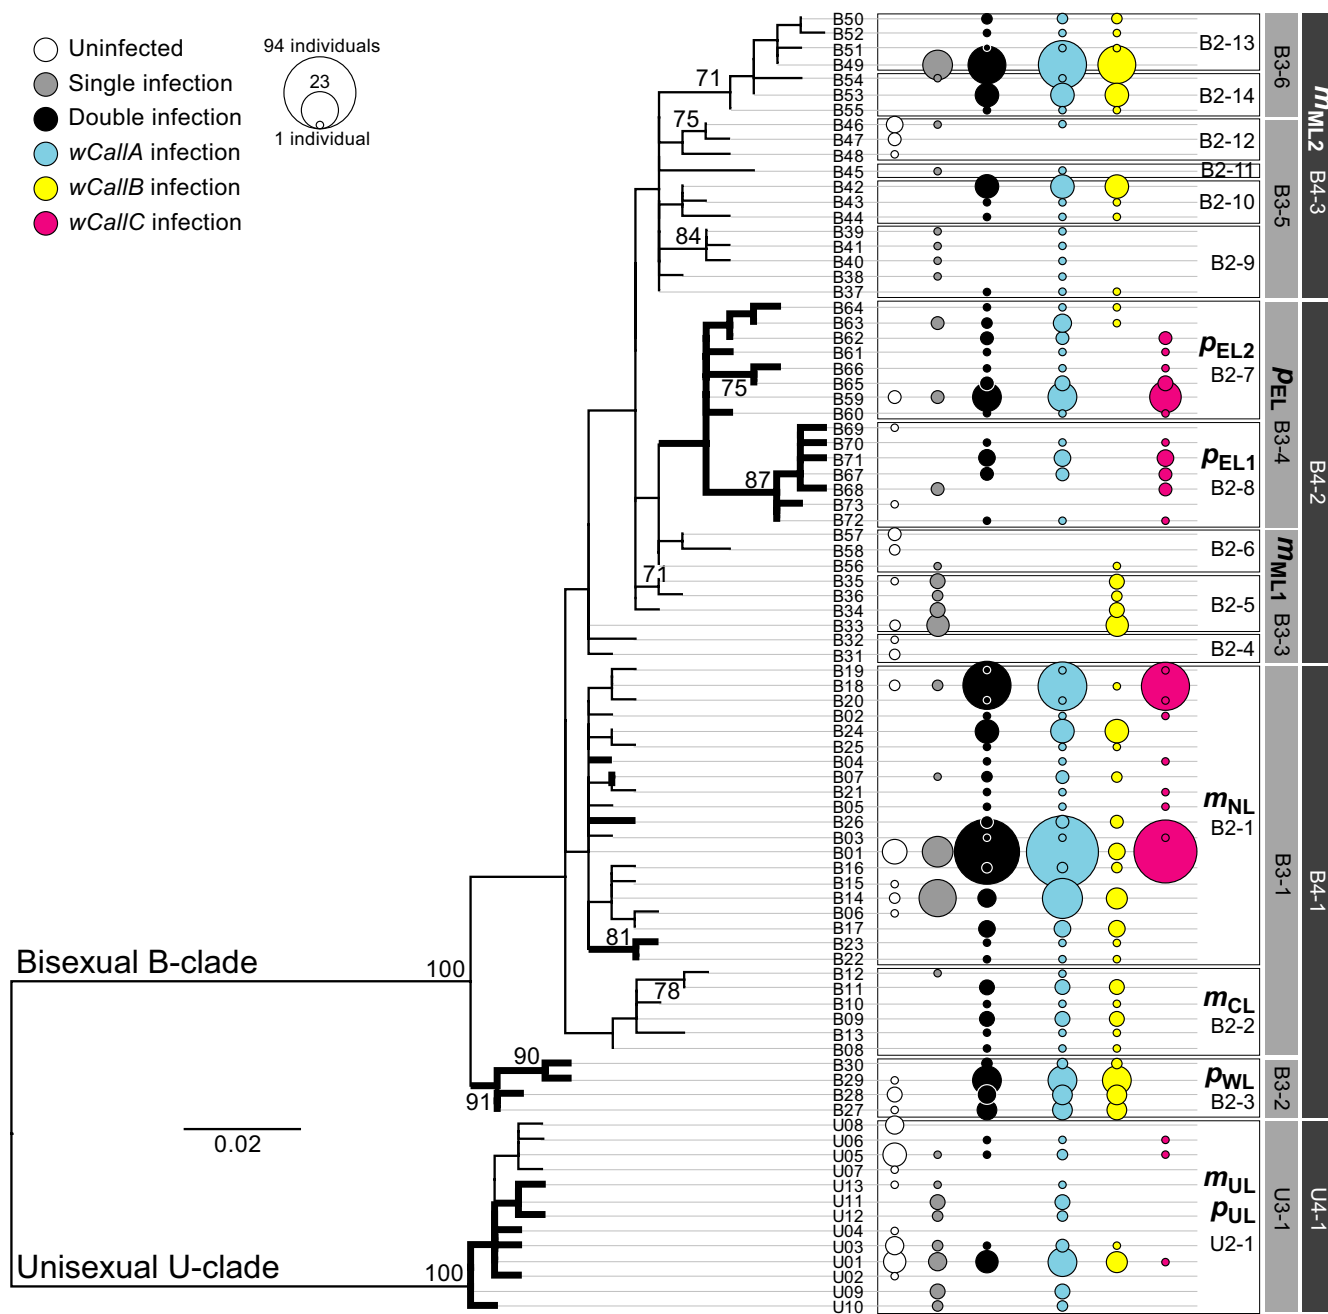 Uninfected
Single infection
Double infection
wCallA infection
wCallB infection
wCallC infection
94 individuals
23
1 individual
71
75
84
75
87
71
81
78
100
90
91
100
Bisexual B-clade
0.02
Unisexual U-clade
B50
B52
B51
B49
B54
B53
B55
B46
B47
B48
B45
B42
B43
B44
B39
B41
B40
B38
B37
B64
B63
B62
B61
B66
B65
B59
B60
B69
B70
B71
B67
B68
B73
B72
B57
B58
B56
B35
B36
B34
B33
B32
B31
B19
B18
B20
B02
B24
B25
B04
B07
B21
B05
B26
B03
B01
B16
B15
B14
B06
B17
B23
B22
B12
B11
B10
B09
B13
B08
B30
B29
B28
B27
U08
U06
U05
U07
U13
U11
U12
U04
U03
U01
U02
U09
U10
B2-13
B2-14
B2-12
B2-11
B2-10
B2-9
pEL2
B2-7
pEL1
B2-8
B2-6
B2-5
B2-4
mNL
B2-1
mCL
B2-2
pWL
B2-3
mUL
pUL
U2-1
B3-6
B3-5
pEL B3-4
mML1 B3-3
B3-1
B3-2
U3-1
mML2 B4-3
B4-2
B4-1
U4-1